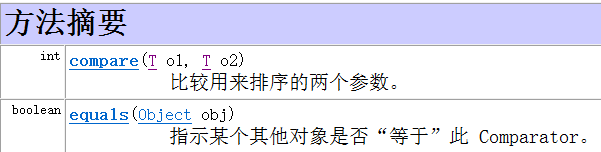 方法摘要
int compare(T o1, T o2)
比较用来排序的两个参数。
boolean equals(Object obj)
指示某个其他对象是否“等于”此 Comparator。